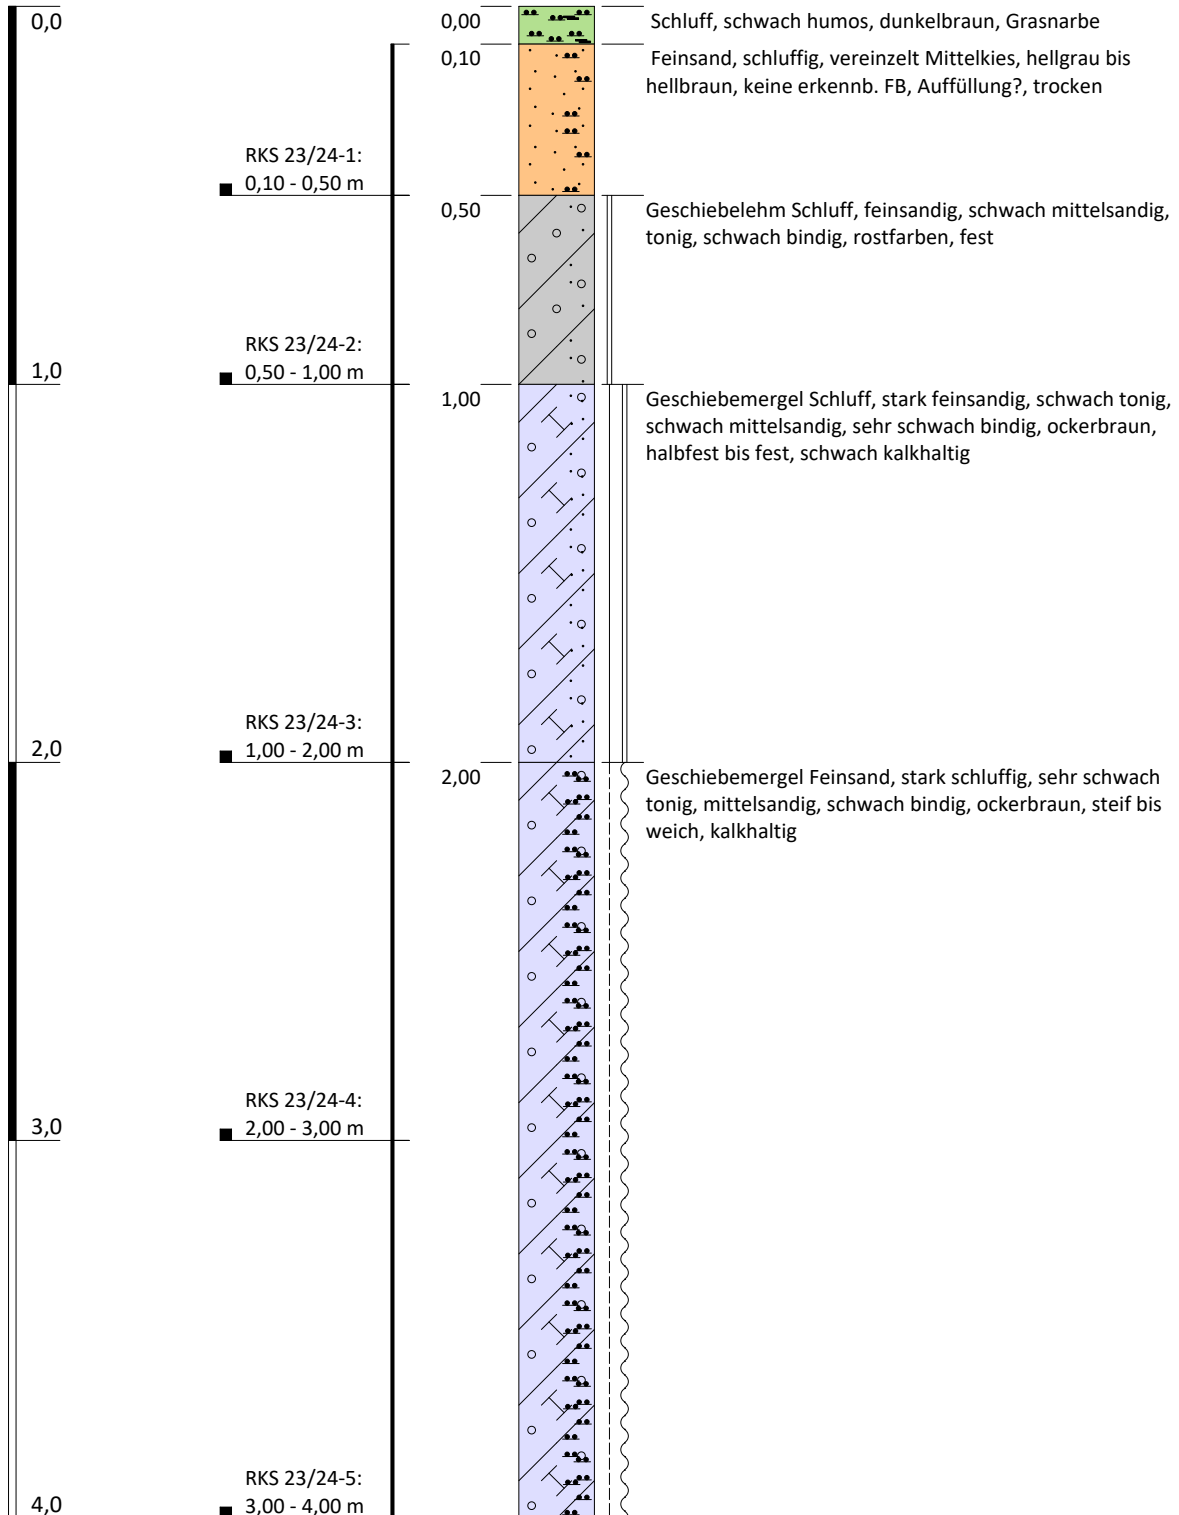 0,0
0,00
Schluff, schwach humos, dunkelbraun, Grasnarbe
0,10
Feinsand, schluffig, vereinzelt Mittelkies, hellgrau bis
hellbraun, keine erkennb. FB, Auffüllung?, trocken
RKS 23/24-1:
0,10 - 0,50 m
0,50
Geschiebelehm Schluff, feinsandig, schwach mittelsandig,
tonig, schwach bindig, rostfarben, fest
RKS 23/24-2:
0,50 - 1,00 m
1,0
1,00
Geschiebemergel Schluff, stark feinsandig, schwach tonig,
schwach mittelsandig, sehr schwach bindig, ockerbraun,
halbfest bis fest, schwach kalkhaltig
RKS 23/24-3:
1,00 - 2,00 m
2,0
2,00
Geschiebemergel Feinsand, stark schluffig, sehr schwach
tonig, mittelsandig, schwach bindig, ockerbraun, steif bis
weich, kalkhaltig
RKS 23/24-4:
2,00 - 3,00 m
3,0
RKS 23/24-5:
3,00 - 4,00 m
4,0